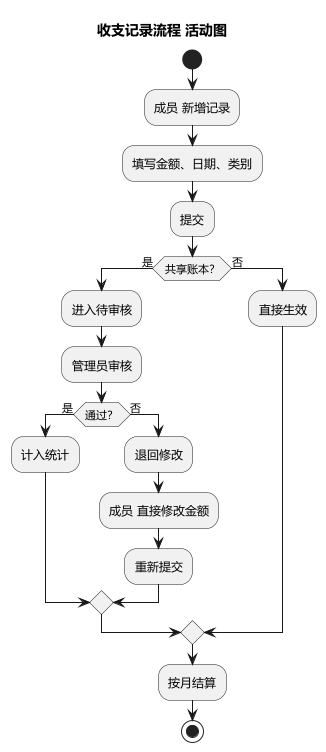 收支记录流程 活动图
成员 新增记录
填写金额、日期、类别
提交
共享账本?
是
否
进入待审核
直接生效
管理员审核
通过?
是
否
计入统计
退回修改
成员 直接修改金额
重新提交
按月结算